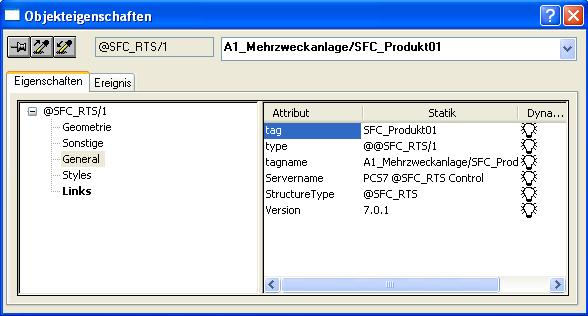 Objekteigenschaften
@SFC_RTS/1 A1_Mehrzweckanlage/SFC_Produkt01
Eigenschaften Ereignis
@SFC_RTS/1
Geometrie
Sonstige
General
Styles
Links
Attribut Statik Dyna...
tag SFC_Produkt01
type @@SFC_RTS/1
tagname A1_Mehrzweckanlage/SFC_Prod
Servername PCS7 @SFC_RTS Control
StructureType @SFC_RTS
Version 7.0.1